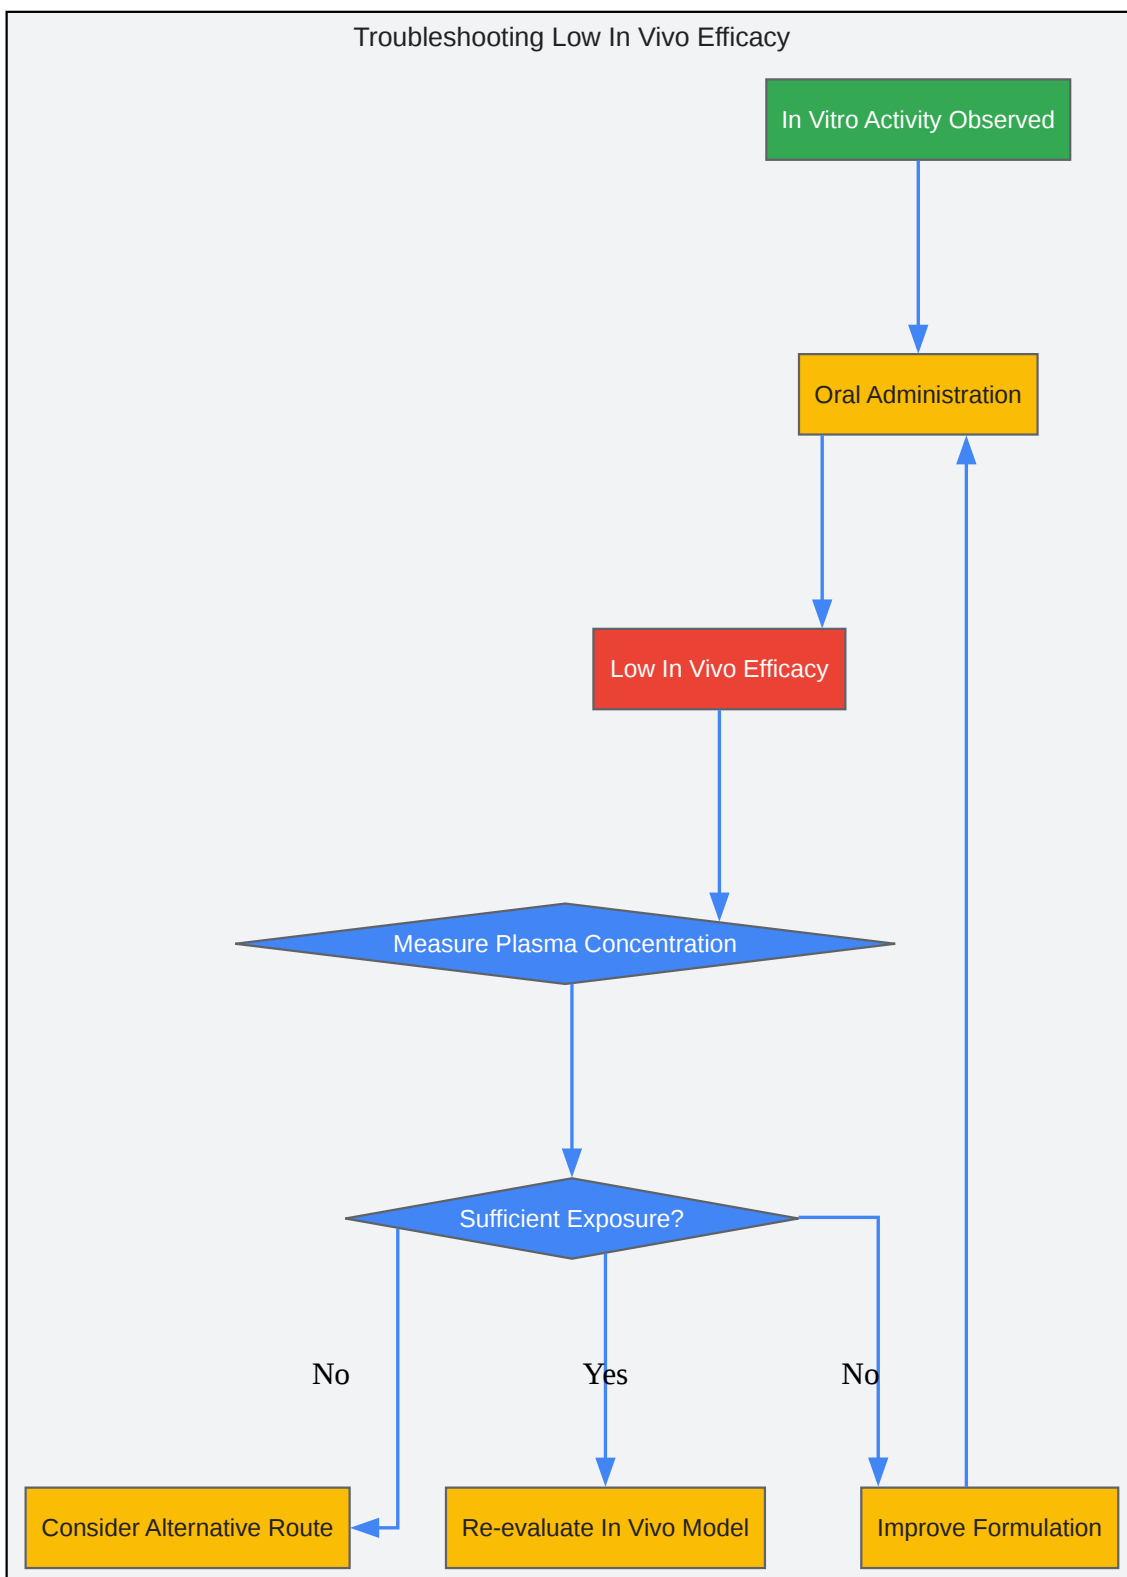 Troubleshooting Low In Vivo Efficacy
In Vitro Activity Observed
Oral Administration
Low In Vivo Efficacy
Measure Plasma Concentration
Sufficient Exposure?
No
Yes
No
Consider Alternative Route
Re-evaluate In Vivo Model
Improve Formulation